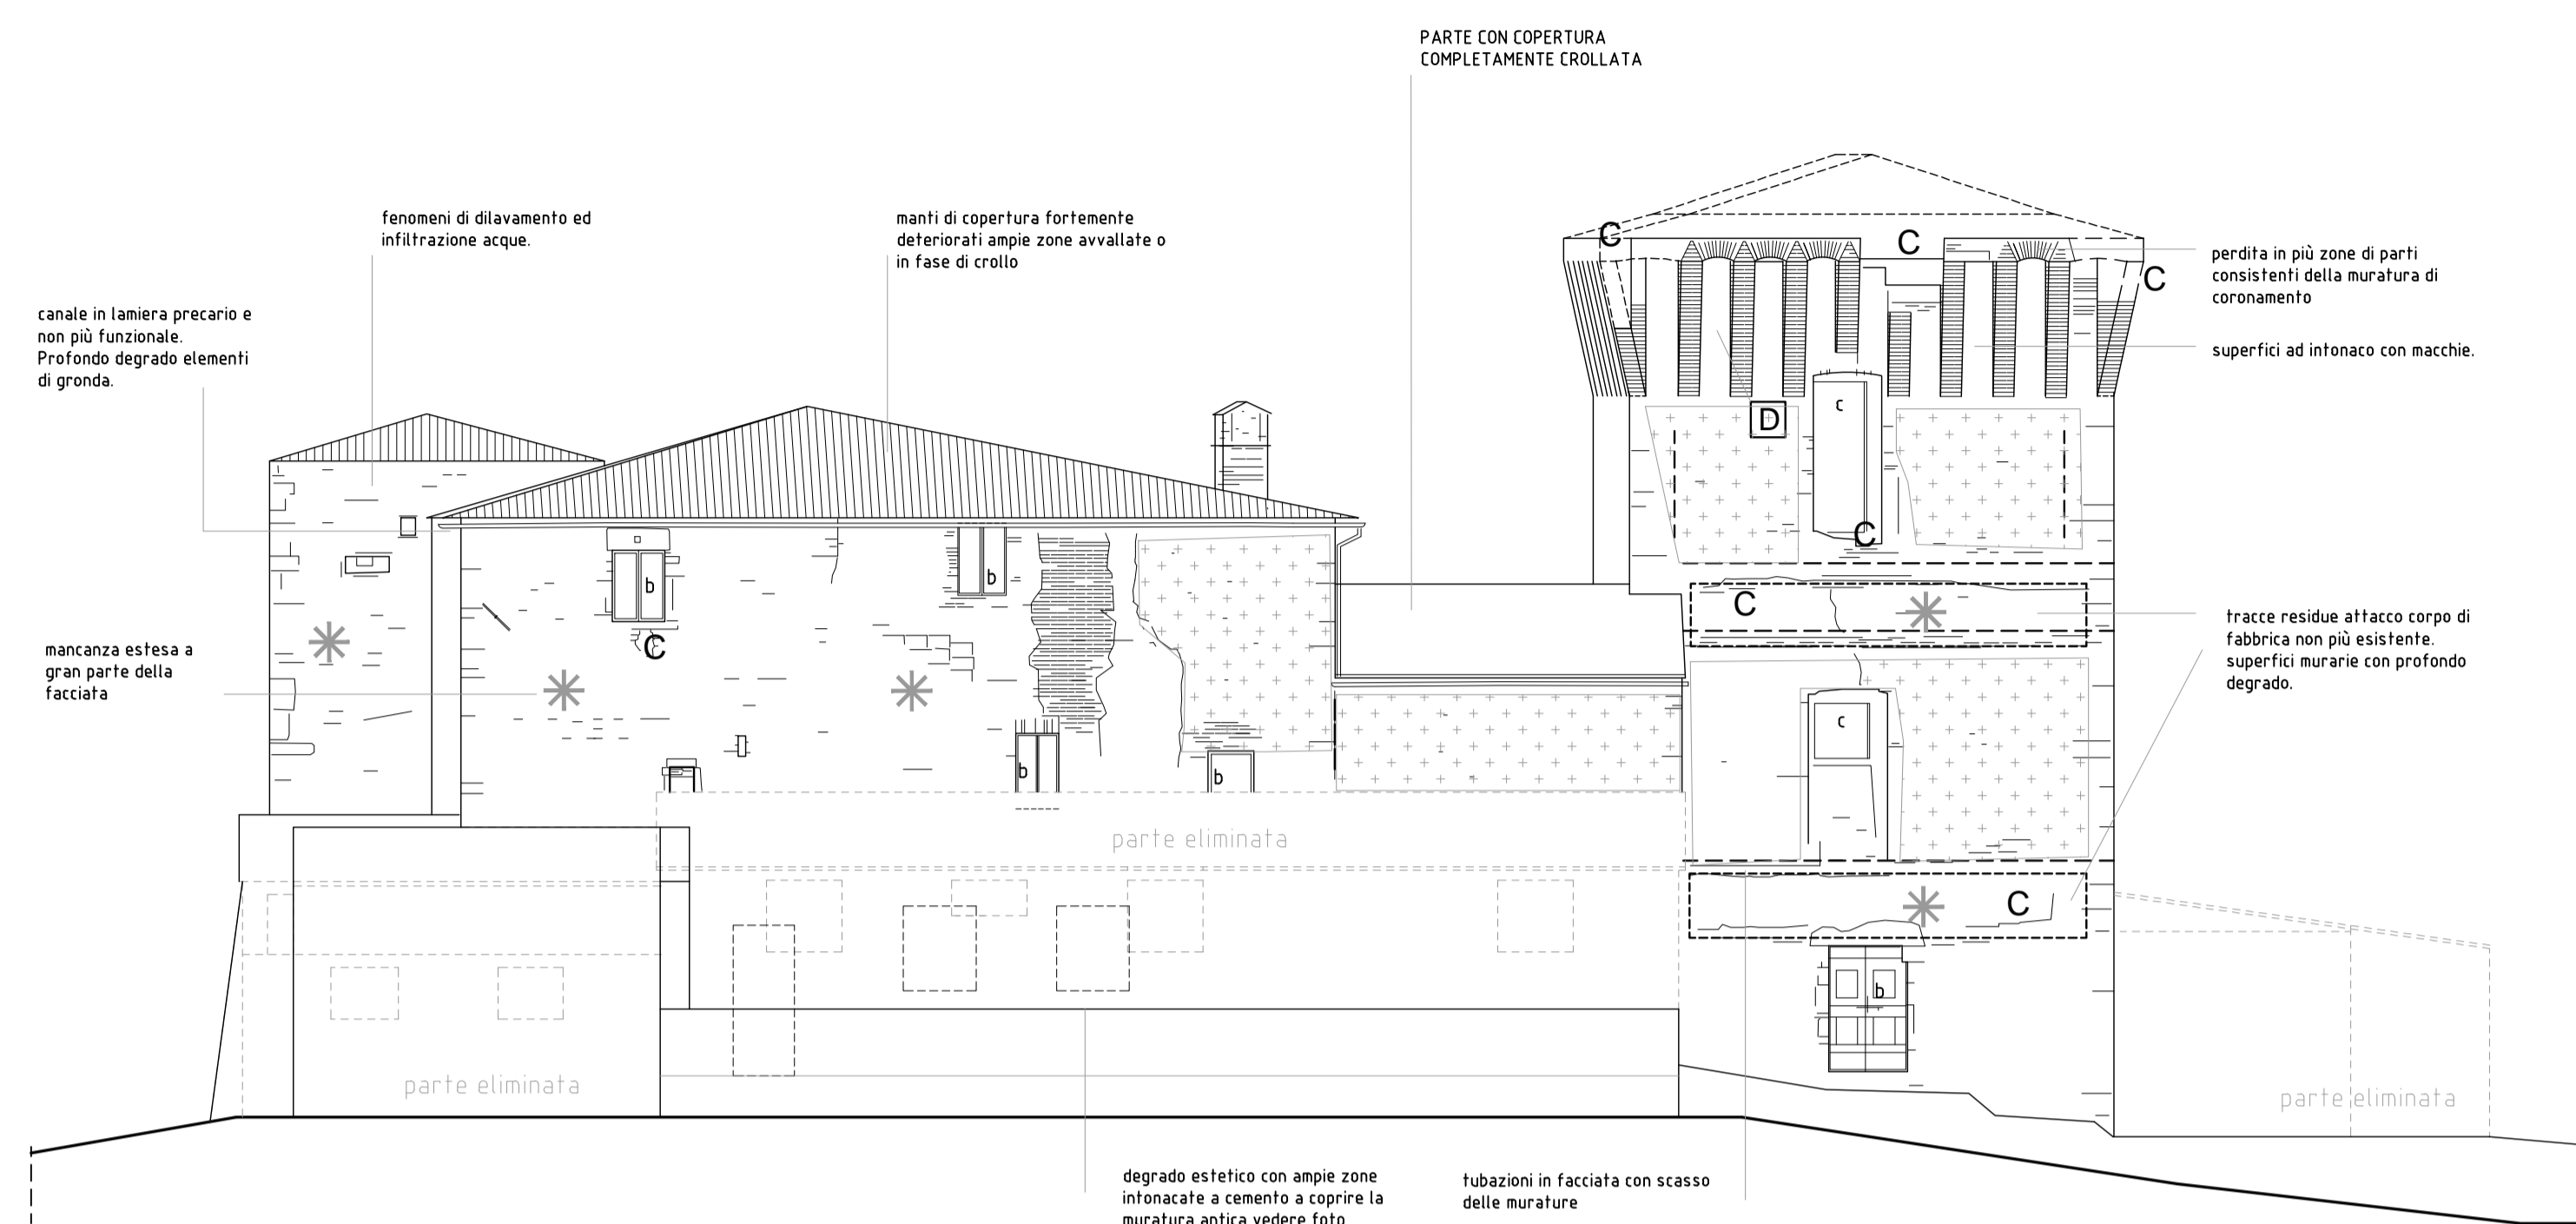 PARTE CON COPERTURA
COMPLETAMENTE CROLLATA
fenomeni di dilavamento ed
infiltrazione acque.
manti di copertura fortemente
deteriorati ampie zone avvallate o
in fase di crollo
canale in lamiera precario e
non più funzionale.
Profondo degrado elementi
di gronda.
mancanza estesa a
gran parte della
facciata
perdita in più zone di parti
consistenti della muratura di
coronamento
superfici ad intonaco con macchie.
tracce residue attacco corpo di
fabbrica non più esistente.
superfici murarie con profondo
degrado.
C
C
C
D
c
C
b
b
C
C
c
b
b
C
b
parte eliminata
parte eliminata
parte eliminata
degrado estetico con ampie zone
intonacate a cemento a coprire la
muratura antica vedere foto
tubazioni in facciata con scasso
delle murature